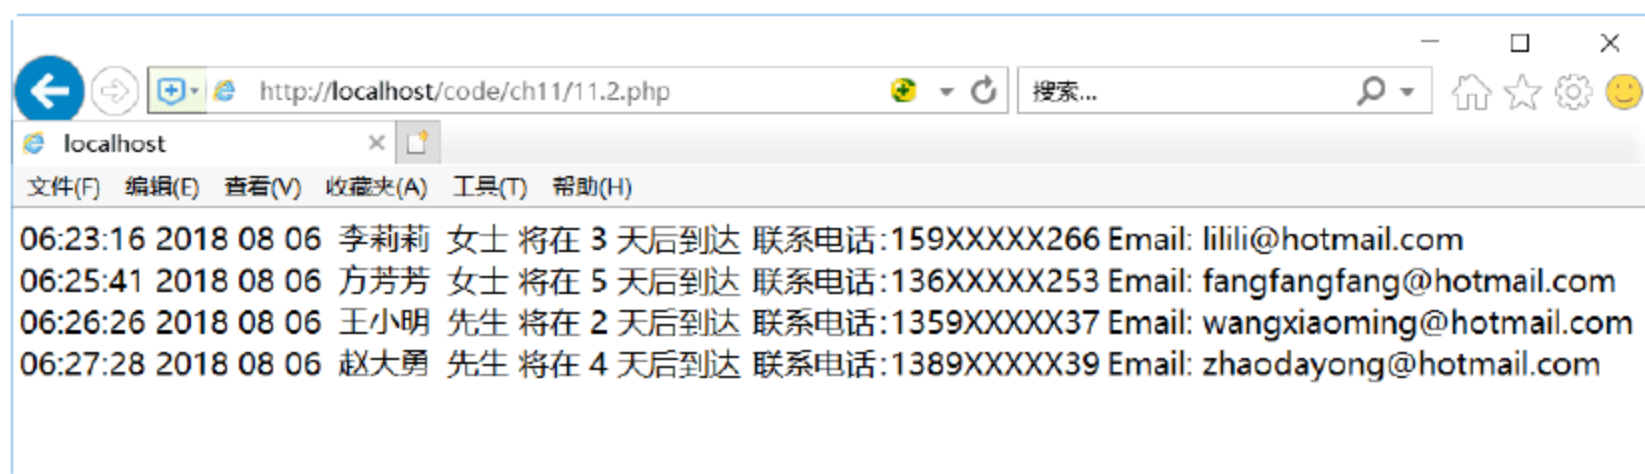 http://localhost/code/ch11/11.2.php 搜索...
localhost
文件(F) 编辑(E) 查看(V) 收藏夹(A) 工具(T) 帮助(H)
06:23:16 2018 08 06 李莉莉 女士 将在 3 天后到达 联系电话:159XXXXX266 Email: lilili@hotmail.com
06:25:41 2018 08 06 方芳芳 女士 将在 5 天后到达 联系电话:136XXXXX253 Email: fangfangfang@hotmail.com
06:26:26 2018 08 06 王小明 先生 将在 2 天后到达 联系电话:1359XXXXX37 Email: wangxiaoming@hotmail.com
06:27:28 2018 08 06 赵大勇 先生 将在 4 天后到达 联系电话:1389XXXXX39 Email: zhaodayong@hotmail.com